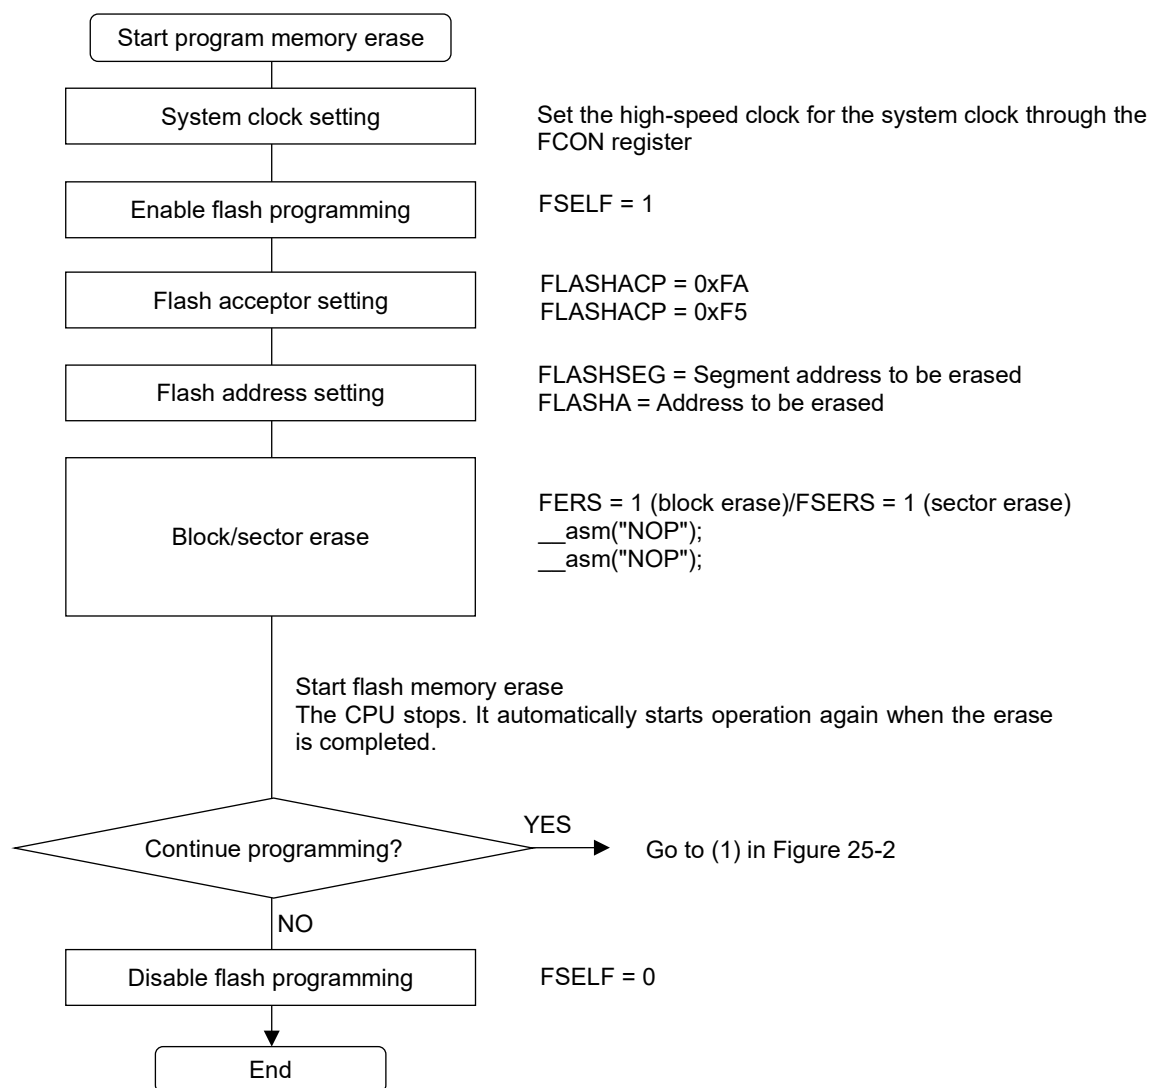 Start program memory erase
System clock setting
Set the high-speed clock for the system clock through the
FCON register
Enable flash programming
FSELF = 1
Flash acceptor setting
FLASHACP = 0xFA
FLASHACP = 0xF5
Flash address setting
FLASHSEG = Segment address to be erased
FLASHA = Address to be erased
Block/sector erase
FERS = 1 (block erase)/FSERS = 1 (sector erase)
__asm("NOP");
__asm("NOP");
Start flash memory erase
The CPU stops. It automatically starts operation again when the erase
is completed.
Continue programming?
YES
Go to (1) in Figure 25-2
NO
Disable flash programming
FSELF = 0
End